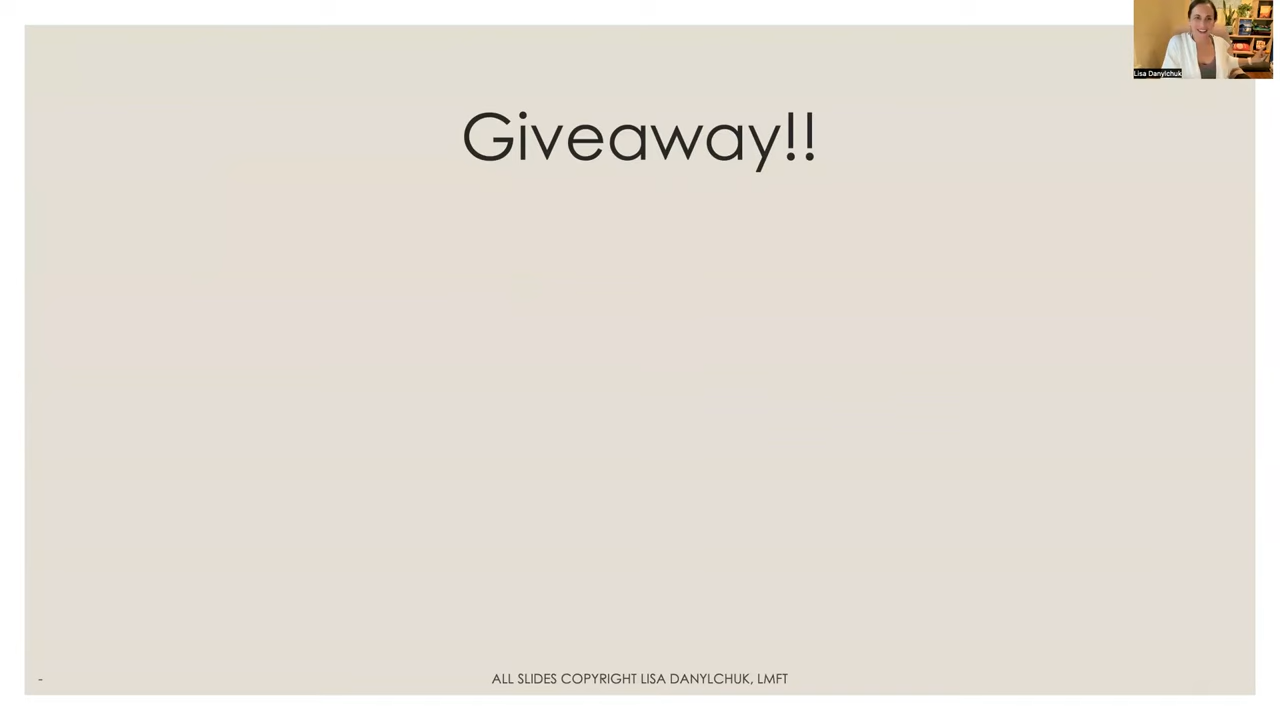 Lisa Danylchuk
Giveaway!!
-
ALL SLIDES COPYRIGHT LISA DANYLCHUK, LMFT